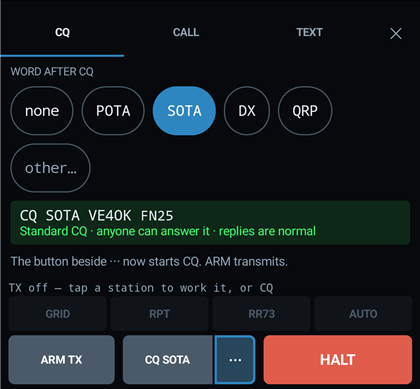 CQ CALL TEXT ×
WORD AFTER CQ
none POTA SOTA DX QRP
other…
CQ SOTA VE4OK FN25
Standard CQ · anyone can answer it · replies are normal
The button beside ··· now starts CQ. ARM transmits.
TX off — tap a station to work it, or CQ
GRID RPT RR73 AUTO
ARM TX CQ SOTA ··· HALT